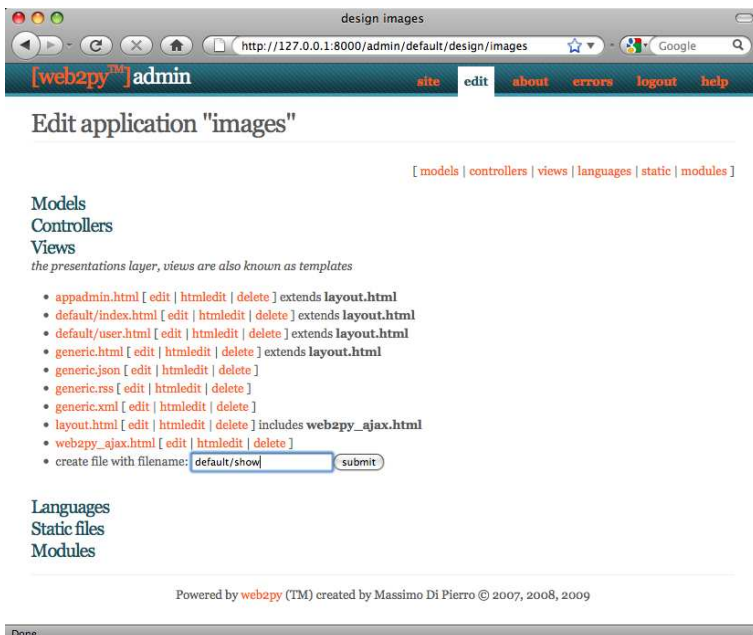 design images
http://127.0.0.1:8000/admin/default/design/images
Google
[web2py™]admin
site edit about errors logout help
Edit application "images"
[ models | controllers | views | languages | static | modules ]
Models
Controllers
Views
the presentations layer, views are also known as templates
• appadmin.html [ edit | htmledit | delete ] extends layout.html
• default/index.html [ edit | htmledit | delete ] extends layout.html
• default/user.html [ edit | htmledit | delete ] extends layout.html
• generic.html [ edit | htmledit | delete ] extends layout.html
• generic.json [ edit | htmledit | delete ]
• generic.rss [ edit | htmledit | delete ]
• generic.xml [ edit | htmledit | delete ]
• layout.html [ edit | htmledit | delete ] includes web2py_ajax.html
• web2py_ajax.html [ edit | htmledit | delete ]
• create file with filename: default/show submit
Languages
Static files
Modules
Powered by web2py (TM) created by Massimo Di Pierro © 2007, 2008, 2009
Done